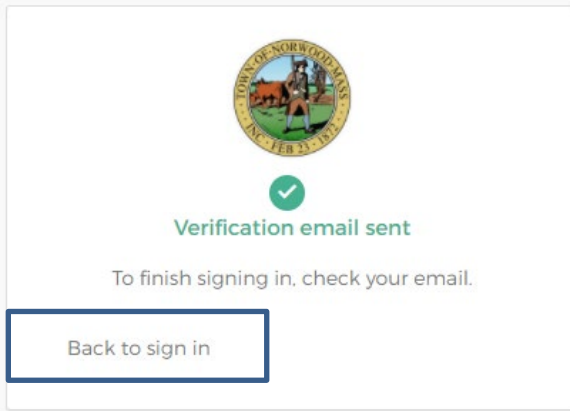 TOWN·OF·NORWOOD·MASS
INC·FEB 23·1872
Verification email sent
To finish signing in, check your email.
Back to sign in